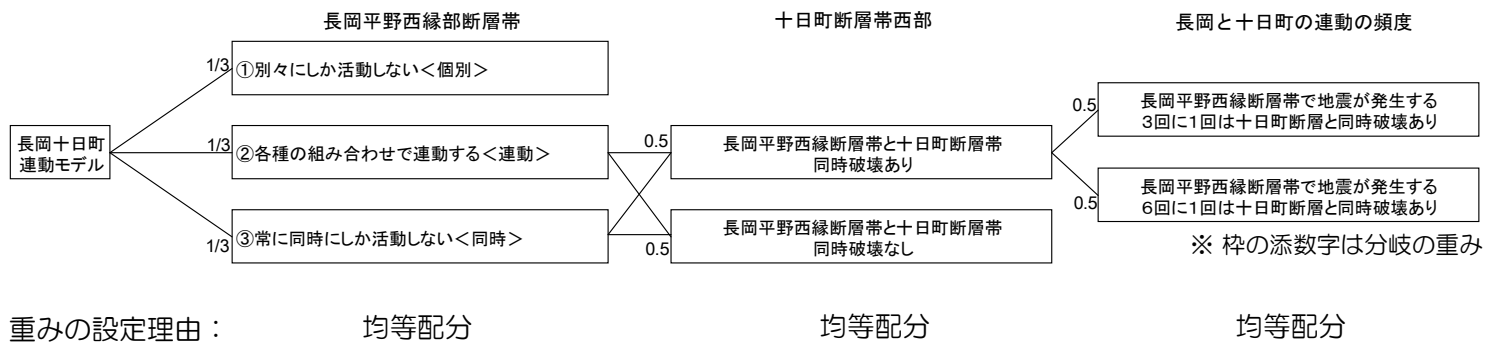 長岡平野西縁部断層帯
十日町断層帯西部
長岡と十日町の連動の頻度
長岡十日町
連動モデル
1/3
①別々にしか活動しない＜個別＞
1/3
②各種の組み合わせで連動する＜連動＞
1/3
③常に同時にしか活動しない＜同時＞
0.5
長岡平野西縁断層帯と十日町断層帯
同時破壊あり
0.5
長岡平野西縁断層帯と十日町断層帯
同時破壊なし
0.5
長岡平野西縁断層帯で地震が発生する
3回に1回は十日町断層と同時破壊あり
0.5
長岡平野西縁断層帯で地震が発生する
6回に1回は十日町断層と同時破壊あり
※ 枠の添数字は分岐の重み
重みの設定理由： 均等配分 均等配分 均等配分